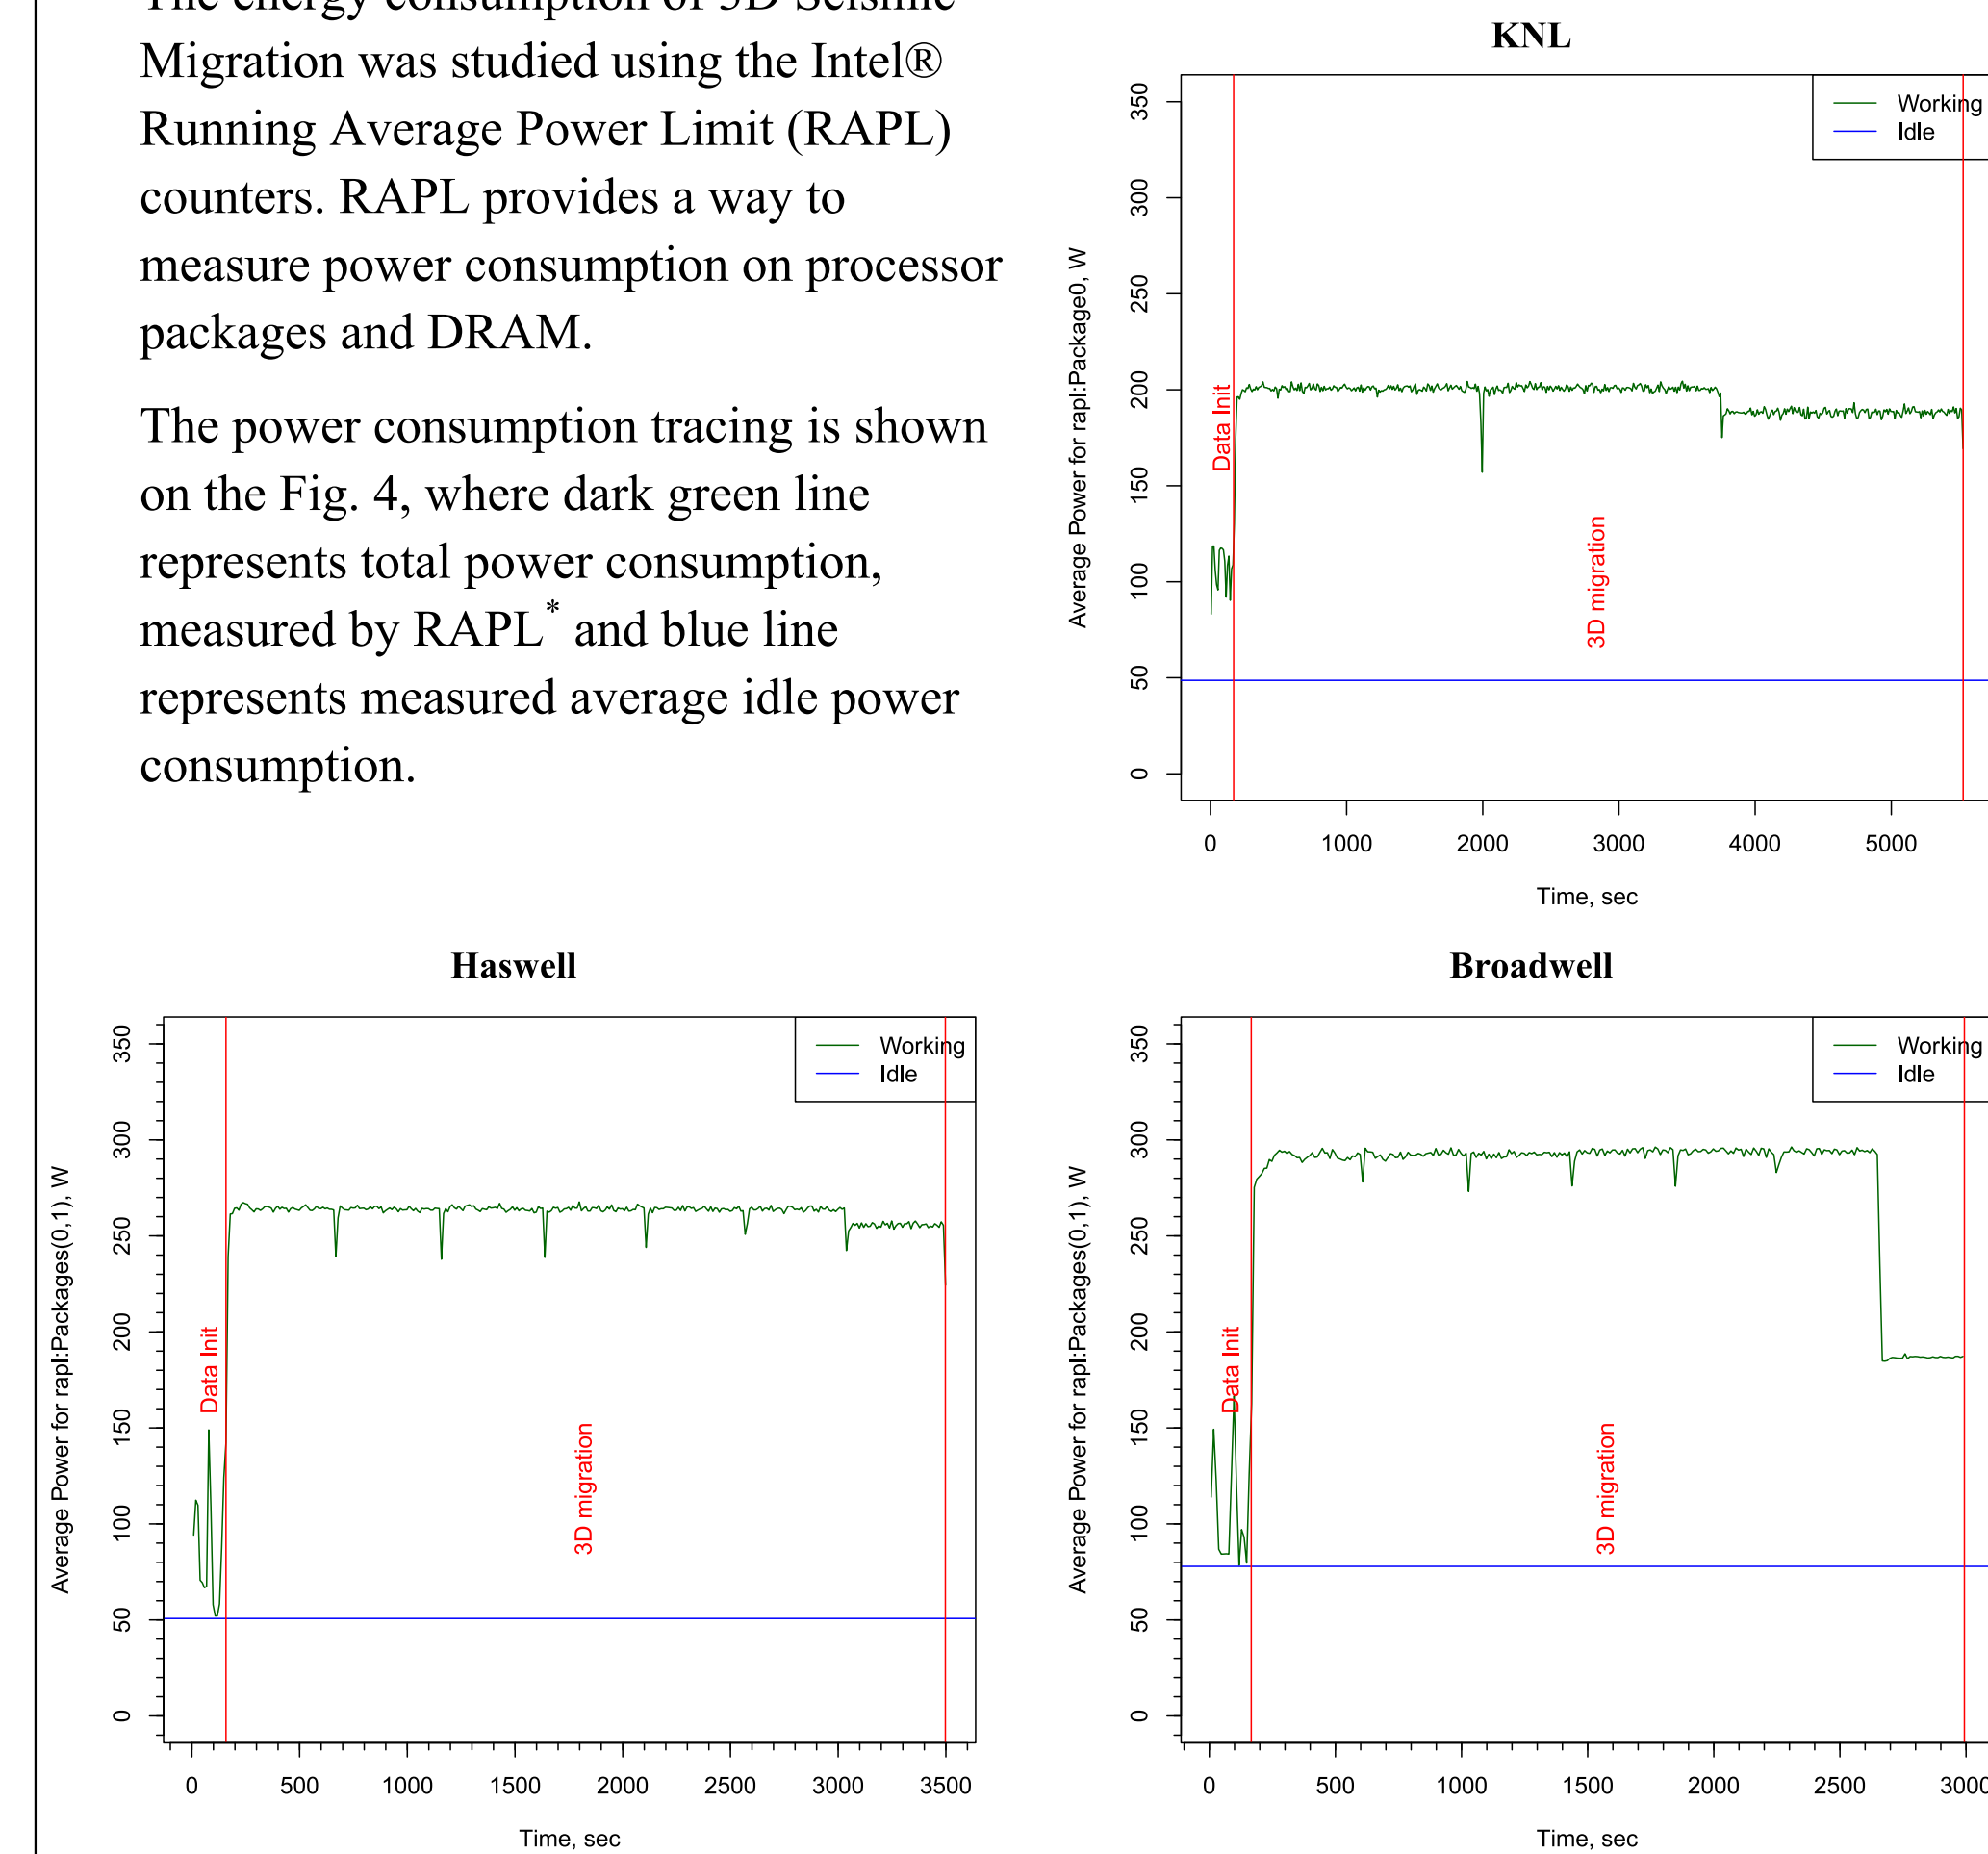 The energy consumption of 3D Seismic
Migration was studied using the Intel®
Running Average Power Limit (RAPL)
counters. RAPL provides a way to
measure power consumption on processor
packages and DRAM.
The power consumption tracing is shown
on the Fig. 4, where dark green line
represents total power consumption,
measured by RAPL* and blue line
represents measured average idle power
consumption.
KNL
Working
Idle
350
300
250
200
150
100
50
0
Average Power for rapl:Package0, W
Data Init
3D migration
0 1000 2000 3000 4000 5000
Time, sec
Haswell
Working
Idle
350
300
250
200
150
100
50
0
Average Power for rapl:Packages(0,1), W
Data Init
3D migration
0 500 1000 1500 2000 2500 3000 3500
Time, sec
Broadwell
Working
Idle
350
300
250
200
150
100
50
0
Average Power for rapl:Packages(0,1), W
Data Init
3D migration
0 500 1000 1500 2000 2500 3000
Time, sec